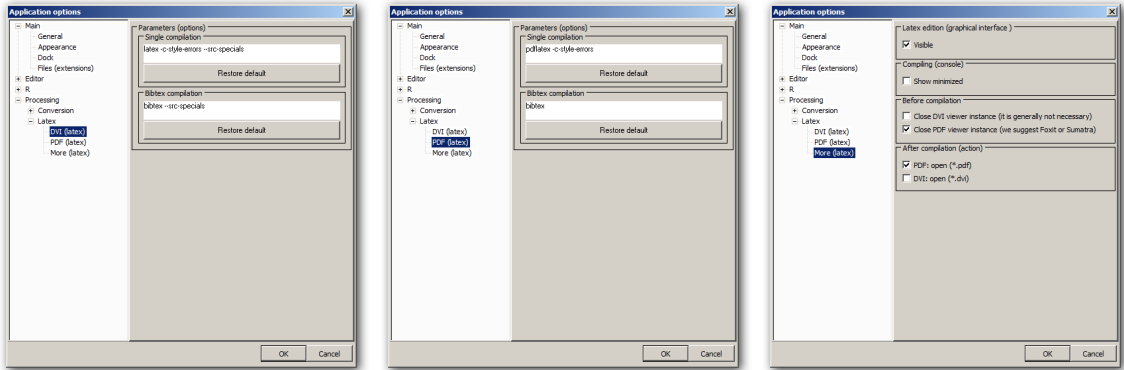 Application options
Main
General
Appearance
Dock
Files (extensions)
Editor
R
Processing
Conversion
Latex
DVI (latex)
PDF (latex)
More (latex)
Parameters (options)
Single compilation
latex -c-style-errors --src-specials
Restore default
Bibtex compilation
bibtex --src-specials
Restore default
OK
Cancel
Application options
Main
General
Appearance
Dock
Files (extensions)
Editor
R
Processing
Conversion
Latex
DVI (latex)
PDF (latex)
More (latex)
Parameters (options)
Single compilation
pdflatex -c-style-errors
Restore default
Bibtex compilation
bibtex
Restore default
OK
Cancel
Application options
Main
General
Appearance
Dock
Files (extensions)
Editor
R
Processing
Conversion
Latex
DVI (latex)
PDF (latex)
More (latex)
Latex edition (graphical interface )
Visible
Compiling (console)
Show minimized
Before compilation
Close DVI viewer instance (it is generally not necessary)
Close PDF viewer instance (we suggest Foxit or Sumatra)
After compilation (action)
PDF: open (*.pdf)
DVI: open (*.dvi)
OK
Cancel